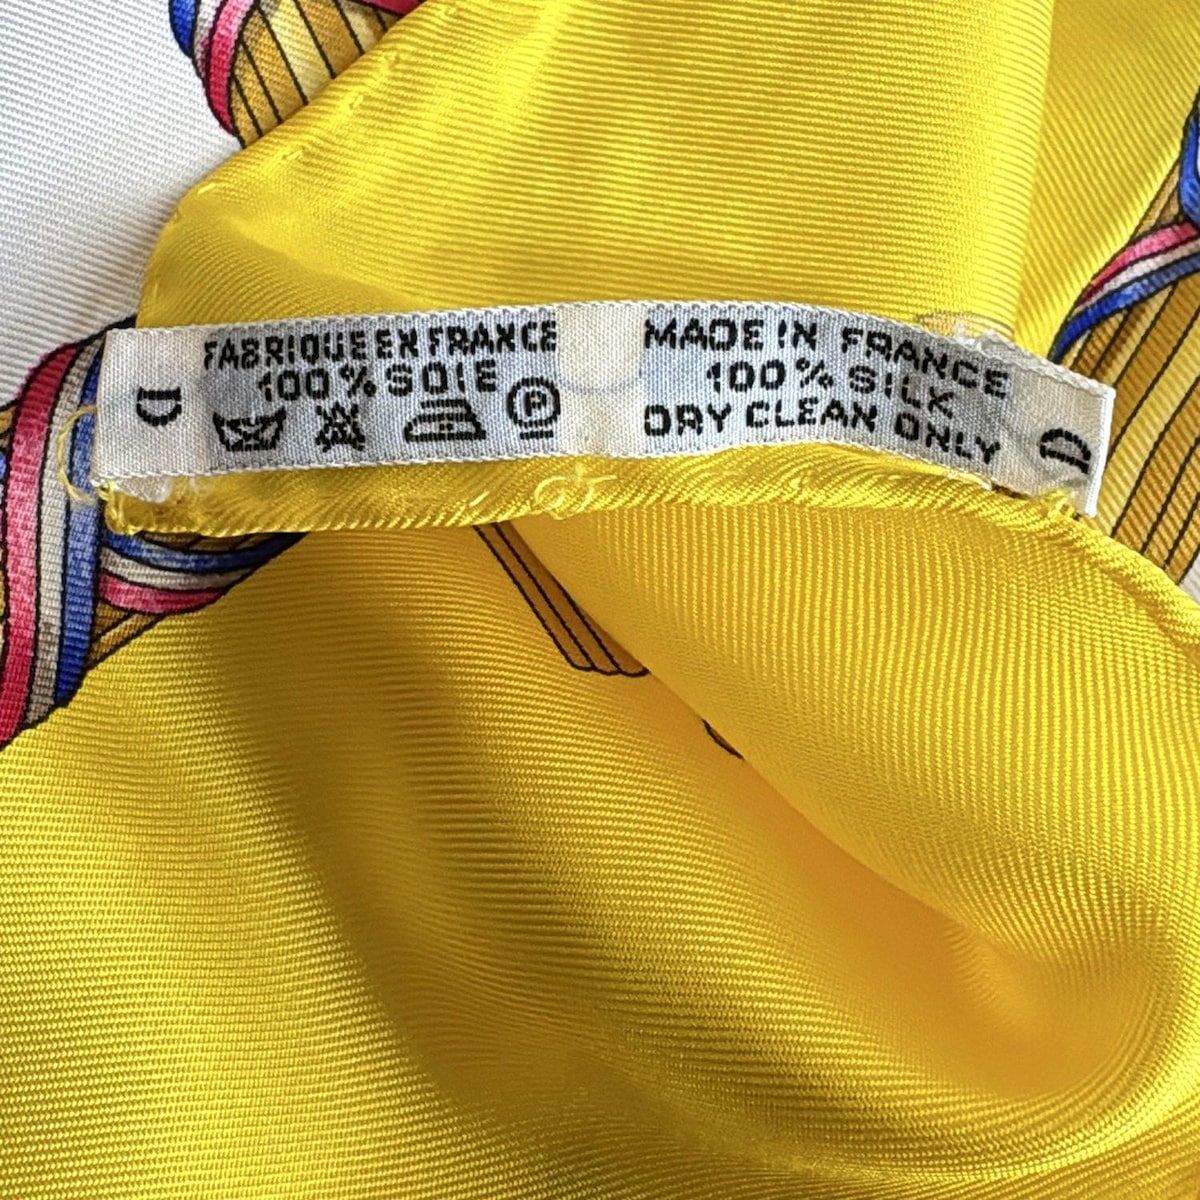 D
FABRIQUE EN FRANCE
100% SOIE
P
MADE IN FRANCE
100% SILK
DRY CLEAN ONLY
D